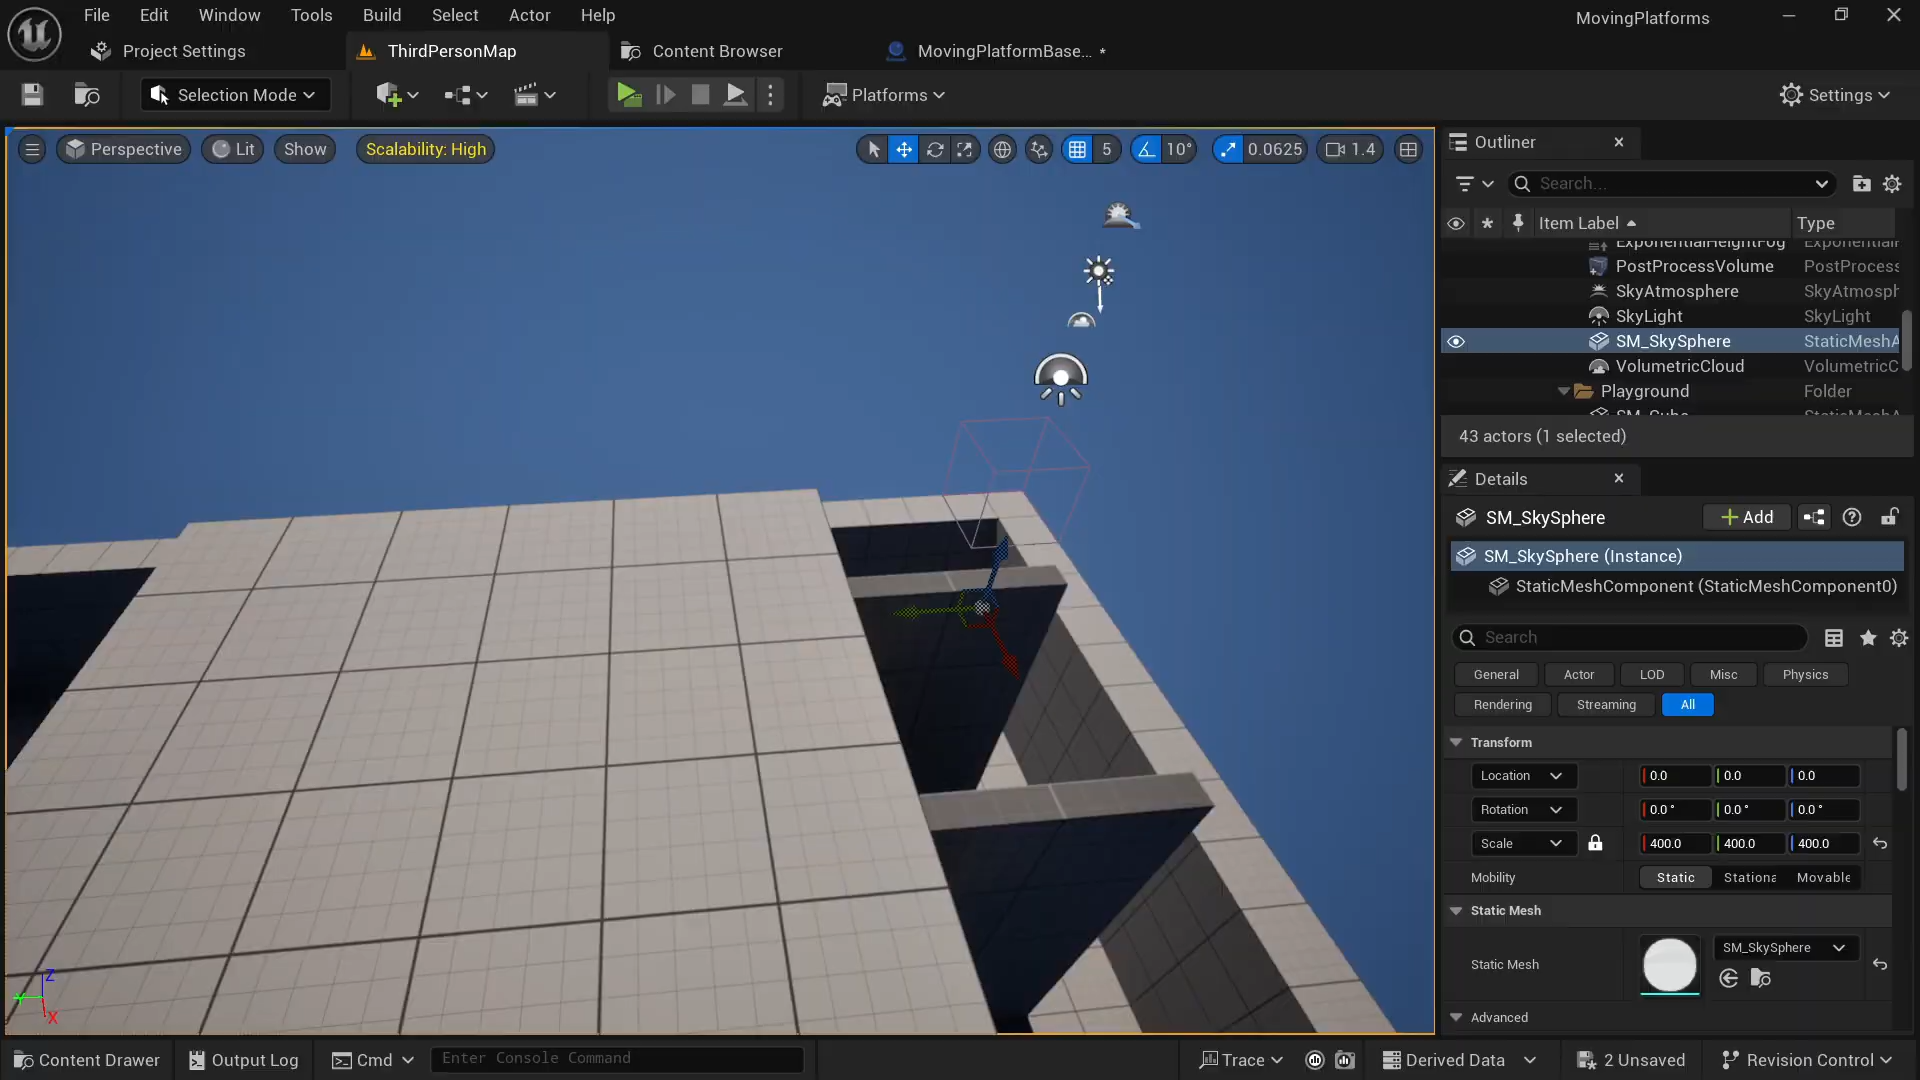 File Edit Window Tools Build Select Actor Help
MovingPlatforms
Project Settings
ThirdPersonMap
Content Browser
MovingPlatformBase... *
Selection Mode
Platforms
Settings
Perspective
Lit
Show
Scalability: High
5
10°
0.0625
1.4
Outliner
Search...
Item Label
Type
ExponentialHeightFog
PostProcessVolume PostProcess
SkyAtmosphere SkyAtmosph
SkyLight SkyLight
SM_SkySphere StaticMeshA
VolumetricCloud VolumetricC
Playground Folder
43 actors (1 selected)
Details
SM_SkySphere
Add
SM_SkySphere (Instance)
StaticMeshComponent (StaticMeshComponent0)
Search
General Actor LOD Misc Physics
Rendering Streaming All
Transform
Location 0.0 0.0 0.0
Rotation 0.0° 0.0° 0.0°
Scale 400.0 400.0 400.0
Mobility Static Stationa Movable
Static Mesh
SM_SkySphere
Static Mesh
Advanced
Z
Y
X
Content Drawer
Output Log
Cmd
Enter Console Command
Trace
Derived Data
2 Unsaved
Revision Control